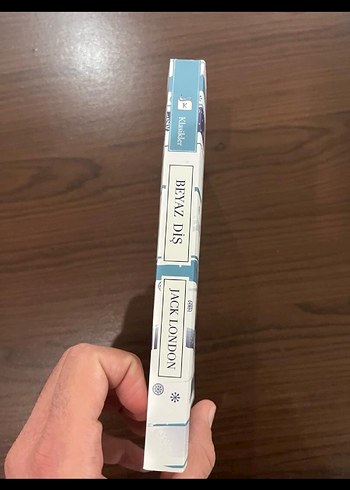 K
Klasikler
BEYAZ DİŞ
JACK LONDON